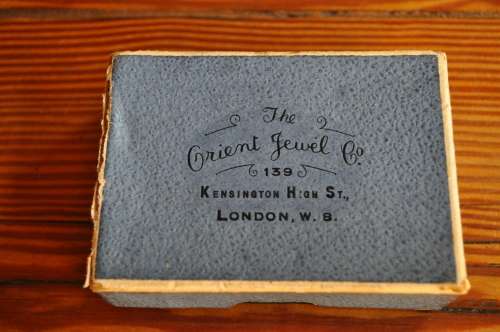 The
Orient Jewel Co.
139
KENSINGTON HIGH ST.,
LONDON, W. 8.